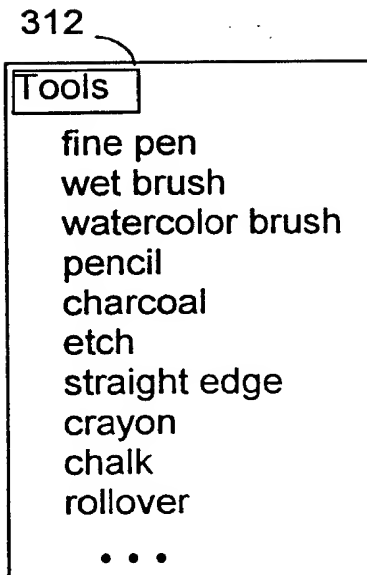 312
Tools
fine pen
wet brush
watercolor brush
pencil
charcoal
etch
straight edge
crayon
chalk
rollover
• • •